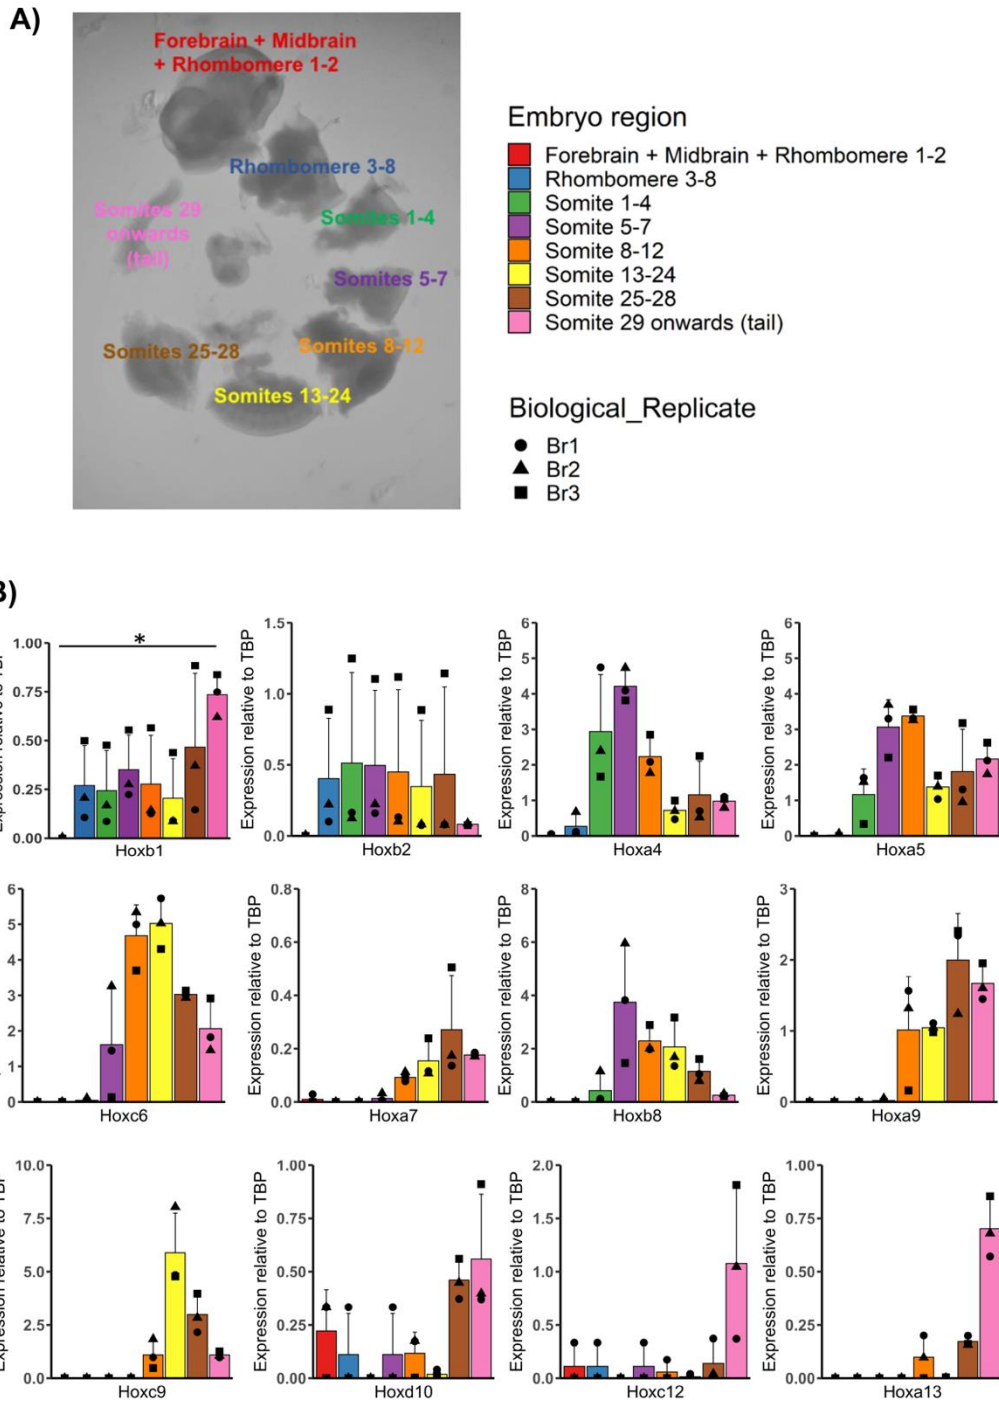 A)
Forebrain + Midbrain
+ Rhombomere 1-2
Rhombomere 3-8
Somites 29
onwards
(tail)
Somites 1-4
Somites 5-7
Somites 25-28
Somites 8-12
Somites 13-24
Embryo region
Forebrain + Midbrain + Rhombomere 1-2
Rhombomere 3-8
Somite 1-4
Somite 5-7
Somite 8-12
Somite 13-24
Somite 25-28
Somite 29 onwards (tail)
Biological_Replicate
Br1
Br2
Br3
B)
Expression relative to TBP
1.00
0.75
0.50
0.25
0.00
*
Hoxb1
Expression relative to TBP
1.5
1.0
0.5
0.0
Hoxb2
Expression relative to TBP
6
5
4
3
2
1
0
Hoxa4
Expression relative to TBP
6
5
4
3
2
1
0
Hoxa5
6
5
4
3
2
1
0
Hoxc6
Expression relative to TBP
0.8
0.6
0.4
0.2
0.0
Hoxa7
Expression relative to TBP
8
6
4
2
0
Hoxb8
Expression relative to TBP
3
2
1
0
Hoxa9
Expression relative to TBP
10.0
7.5
5.0
2.5
0.0
Hoxc9
Expression relative to TBP
1.00
0.75
0.50
0.25
0.00
Hoxd10
Expression relative to TBP
2.0
1.5
1.0
0.5
0.0
Hoxc12
Expression relative to TBP
1.00
0.75
0.50
0.25
0.00
Hoxa13